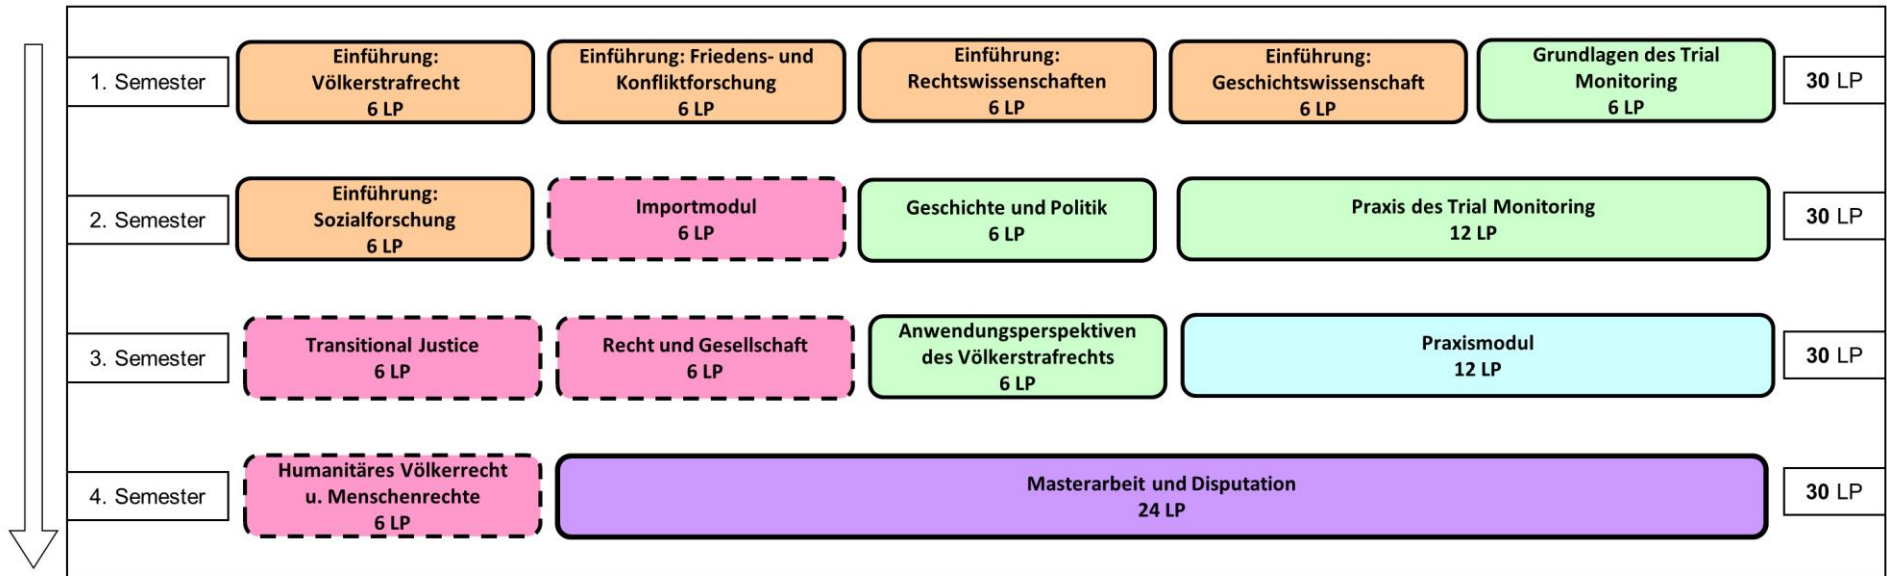 1. Semester
Einführung:
Völkerstrafrecht
6 LP
Einführung: Friedens- und
Konfliktforschung
6 LP
Einführung:
Rechtswissenschaften
6 LP
Einführung:
Geschichtswissenschaft
6 LP
Grundlagen des Trial
Monitoring
6 LP
30 LP
2. Semester
Einführung:
Sozialforschung
6 LP
Importmodul
6 LP
Geschichte und Politik
6 LP
Praxis des Trial Monitoring
12 LP
30 LP
3. Semester
Transitional Justice
6 LP
Recht und Gesellschaft
6 LP
Anwendungsperspektiven
des Völkerstrafrechts
6 LP
Praxismodul
12 LP
30 LP
4. Semester
Humanitäres Völkerrecht
u. Menschenrechte
6 LP
Masterarbeit und Disputation
24 LP
30 LP